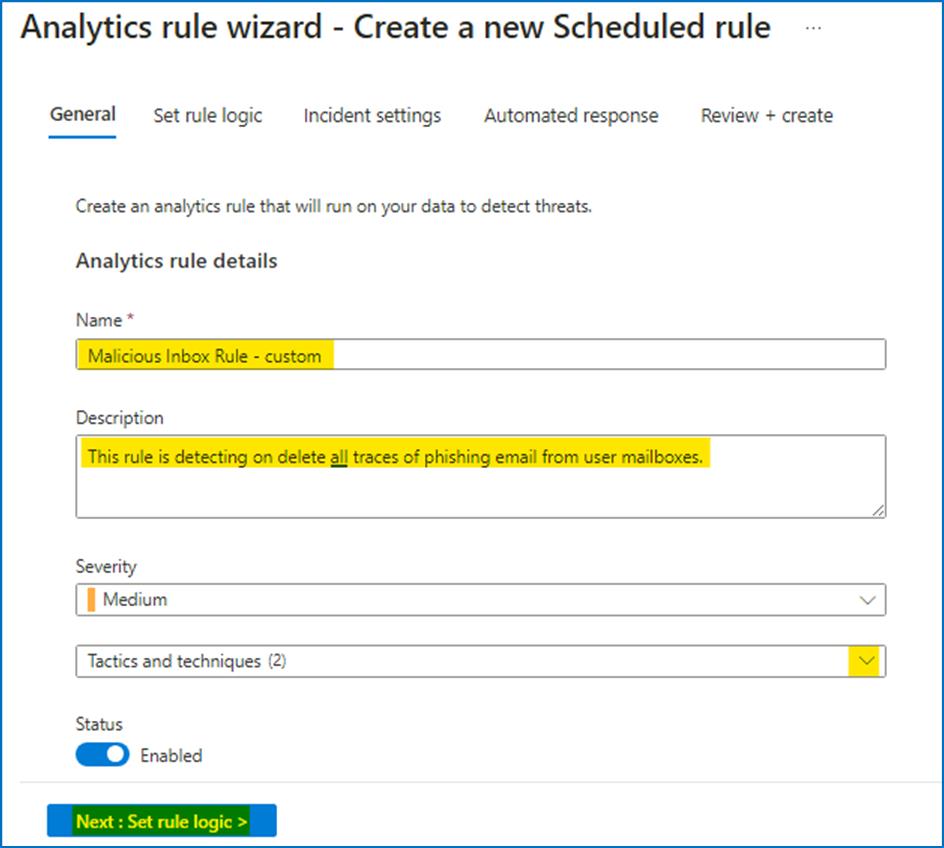 Analytics rule wizard - Create a new Scheduled rule ...
General Set rule logic Incident settings Automated response Review + create
Create an analytics rule that will run on your data to detect threats.
Analytics rule details
Name *
Malicious Inbox Rule - custom
Description
This rule is detecting on delete all traces of phishing email from user mailboxes.
Severity
Medium
Tactics and techniques (2)
Status
Enabled
Next : Set rule logic >